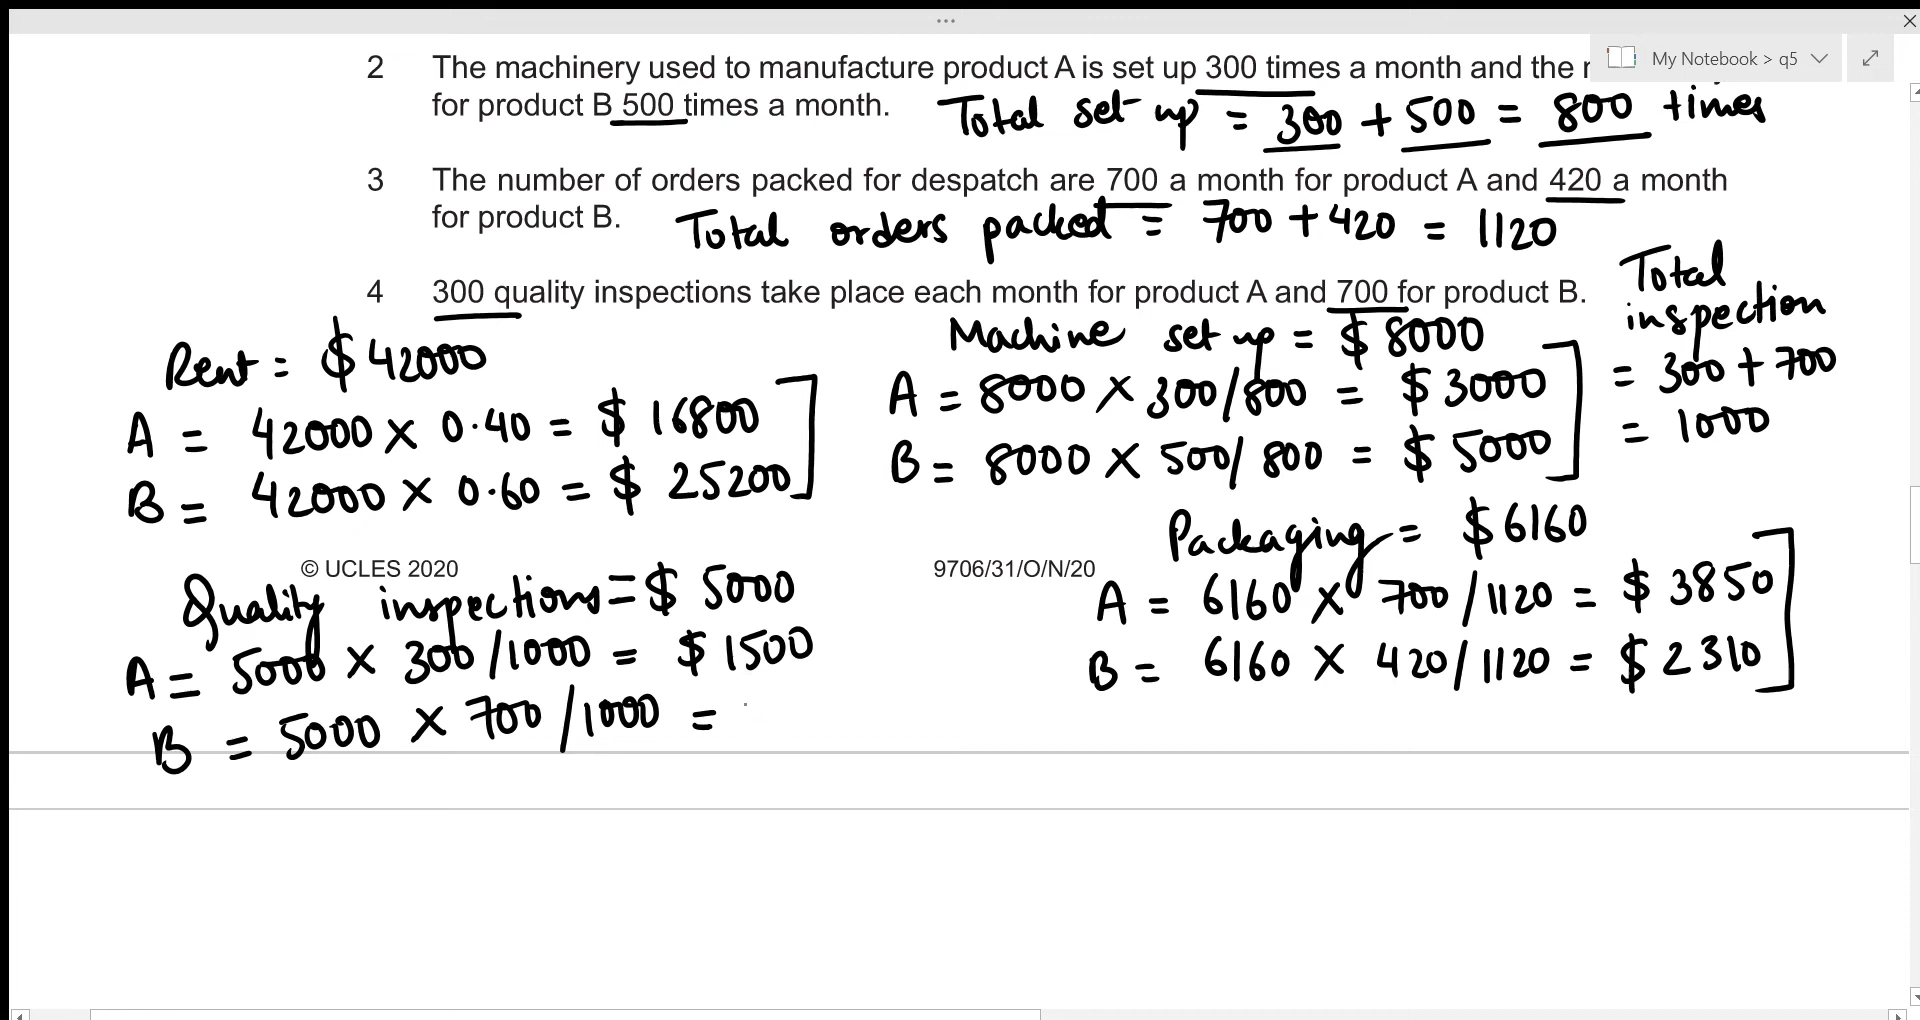 ...
My Notebook > q5
2 The machinery used to manufacture product A is set up 300 times a month and the
for product B 500 times a month. Total set up = 300 + 500 = 800 times
3 The number of orders packed for despatch are 700 a month for product A and 420 a month
for product B. Total orders packed = 700 + 420 = 1120
4 300 quality inspections take place each month for product A and 700 for product B.
Total
inspection
= 300 + 700
= 1000
Rent = $ 42000
A = 42000 × 0.40 = $ 16800
B = 42000 × 0.60 = $ 25200
Machine set up = $ 8000
A = 8000 × 300/800 = $ 3000
B = 8000 × 500/800 = $ 5000
Packaging = $ 6160
A = 6160 × 700/1120 = $ 3850
B = 6160 × 420/1120 = $ 2310
© UCLES 2020
9706/31/O/N/20
Quality inspections = $ 5000
A = 5000 × 300/1000 = $ 1500
B = 5000 × 700/1000 =